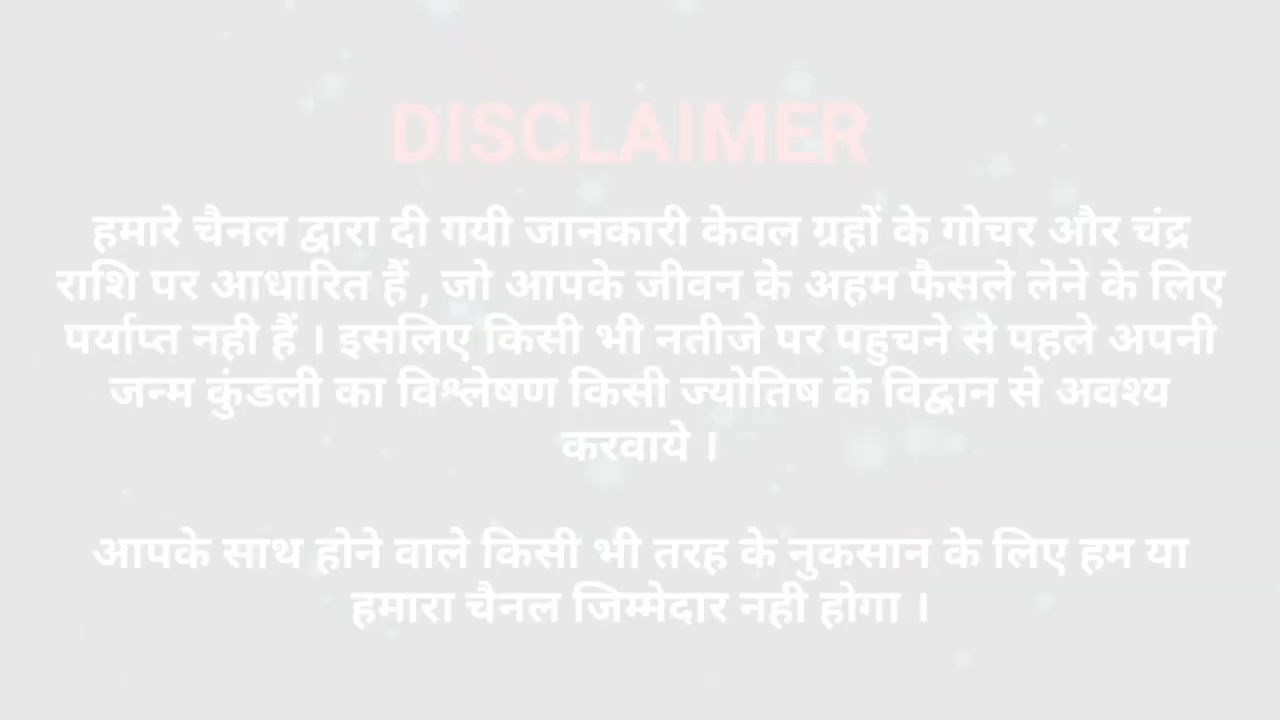 DISCLAIMER
हमारे चैनल द्वारा दी गयी जानकारी केवल ग्रहों के गोचर और चंद्र
राशि पर आधारित हैं , जो आपके जीवन के अहम फैसले लेने के लिए
पर्याप्त नही हैं । इसलिए किसी भी नतीजे पर पहुचने से पहले अपनी
जन्म कुंडली का विश्लेषण किसी ज्योतिष के विद्वान से अवश्य
करवाये ।
आपके साथ होने वाले किसी भी तरह के नुकसान के लिए हम या
हमारा चैनल जिम्मेदार नही होगा ।